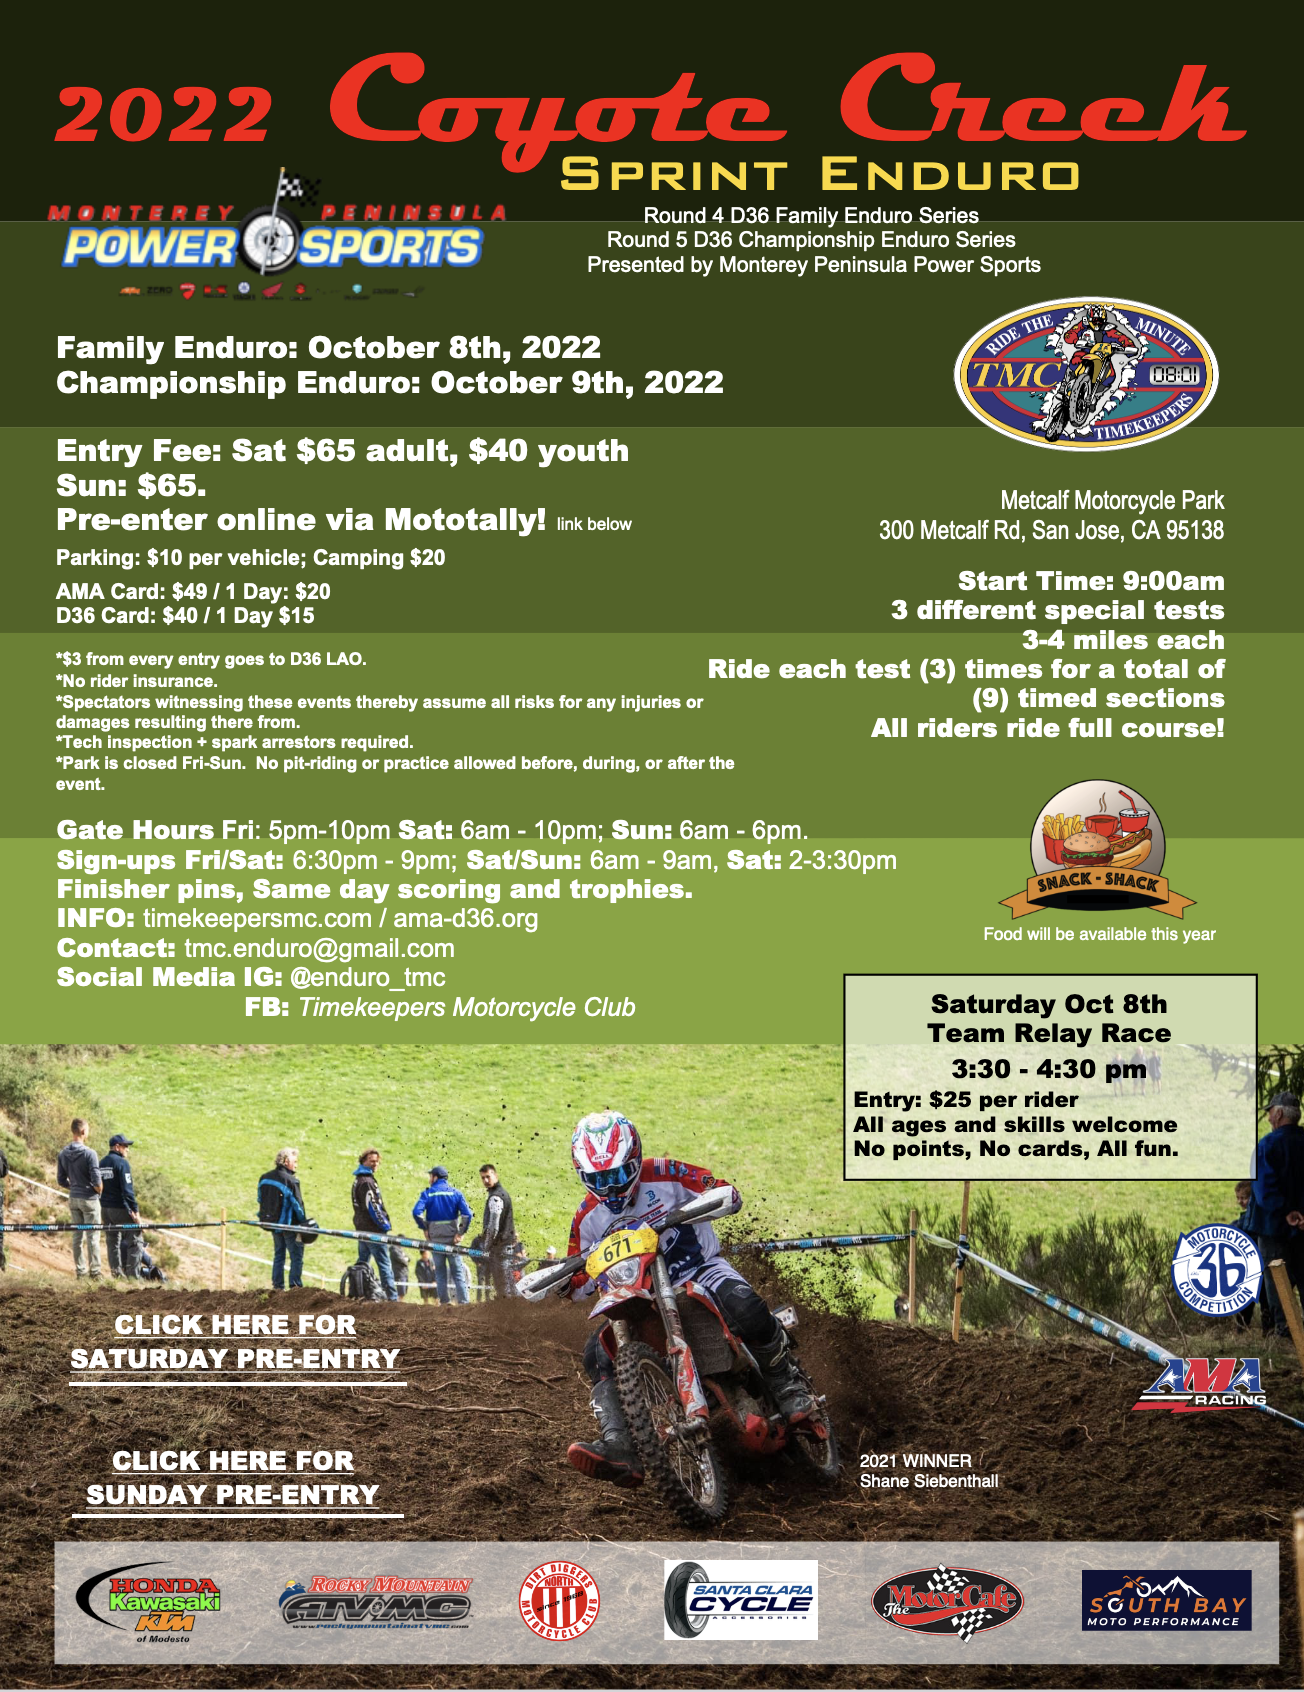 2022 Coyote Creek
SPRINT ENDURO
MONTEREY PENINSULA
POWER SPORTS
Round 4 D36 Family Enduro Series
Round 5 D36 Championship Enduro Series
Presented by Monterey Peninsula Power Sports
Family Enduro: October 8th, 2022
Championship Enduro: October 9th, 2022
RIDE THE MINUTE
TMC 08:01
TIMEKEEPERS
Entry Fee: Sat $65 adult, $40 youth
Sun: $65.
Pre-enter online via Mototally! link below
Parking: $10 per vehicle; Camping $20
AMA Card: $49 / 1 Day: $20
D36 Card: $40 / 1 Day $15
Metcalf Motorcycle Park
300 Metcalf Rd, San Jose, CA 95138
Start Time: 9:00am
3 different special tests
3-4 miles each
Ride each test (3) times for a total of
(9) timed sections
All riders ride full course!
*$3 from every entry goes to D36 LAO.
*No rider insurance.
*Spectators witnessing these events thereby assume all risks for any injuries or
damages resulting there from.
*Tech inspection + spark arrestors required.
*Park is closed Fri-Sun.  No pit-riding or practice allowed before, during, or after the
event.
Gate Hours Fri: 5pm-10pm Sat: 6am - 10pm; Sun: 6am - 6pm.
Sign-ups Fri/Sat: 6:30pm - 9pm; Sat/Sun: 6am - 9am, Sat: 2-3:30pm
Finisher pins, Same day scoring and trophies.
INFO: timekeepersmc.com / ama-d36.org
Contact: tmc.enduro@gmail.com
Social Media IG: @enduro_tmc
FB: Timekeepers Motorcycle Club
SNACK - SHACK
Food will be available this year
Saturday Oct 8th
Team Relay Race
3:30 - 4:30 pm
Entry: $25 per rider
All ages and skills welcome
No points, No cards, All fun.
671
MOTORCYCLE
36
COMPETITION
AMA
RACING
CLICK HERE FOR
SATURDAY PRE-ENTRY
CLICK HERE FOR
SUNDAY PRE-ENTRY
2021 WINNER
Shane Siebenthall
HONDA
Kawasaki
KTM
of Modesto
ROCKY MOUNTAIN
ATV MC
www.rockymountainatvmc.com
DIRT DIGGERS
NORTH
MOTORCYCLE CLUB
SANTA CLARA
CYCLE
ACCESSORIES
The MotorCafe
SOUTH BAY
MOTO PERFORMANCE